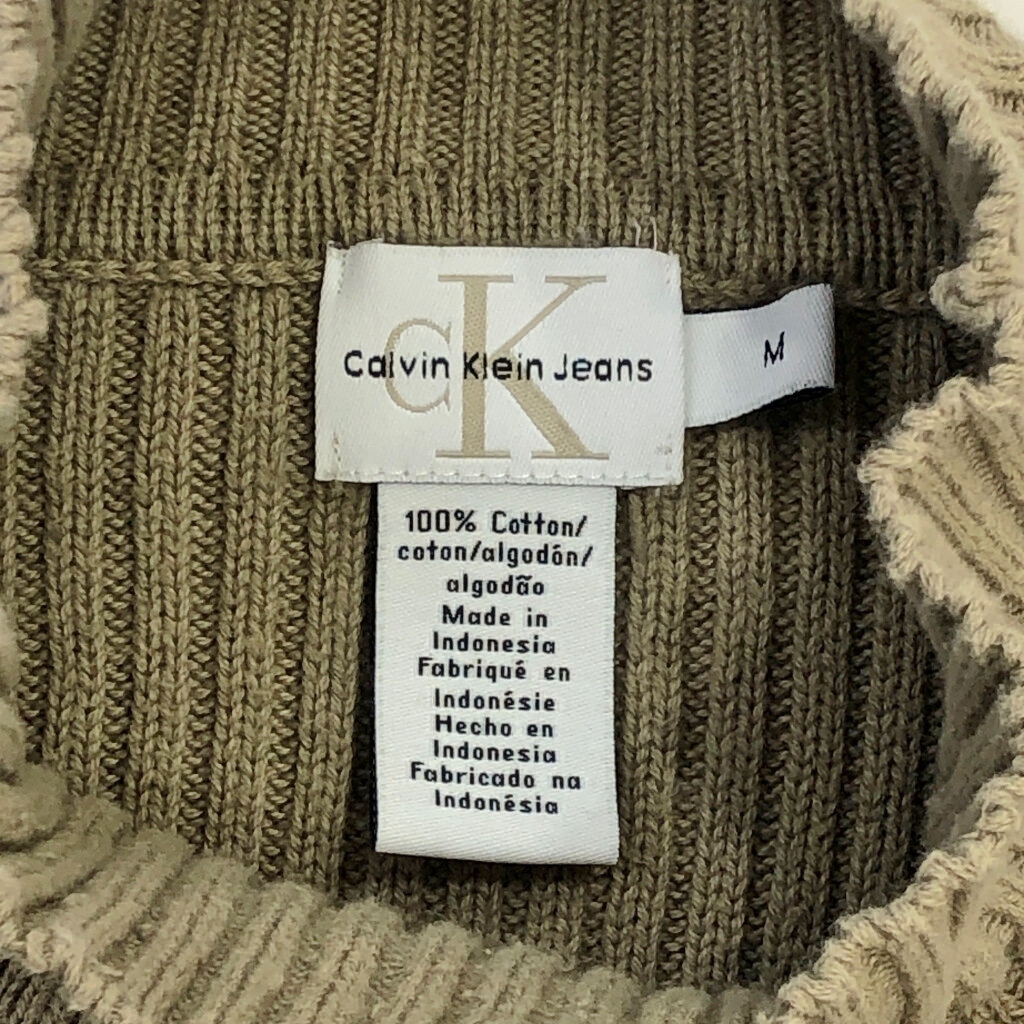 CK
Calvin Klein Jeans
M
100% Cotton/
coton/algodón/
algodão
Made in
Indonesia
Fabriqué en
Indonésie
Hecho en
Indonesia
Fabricado na
Indonésia